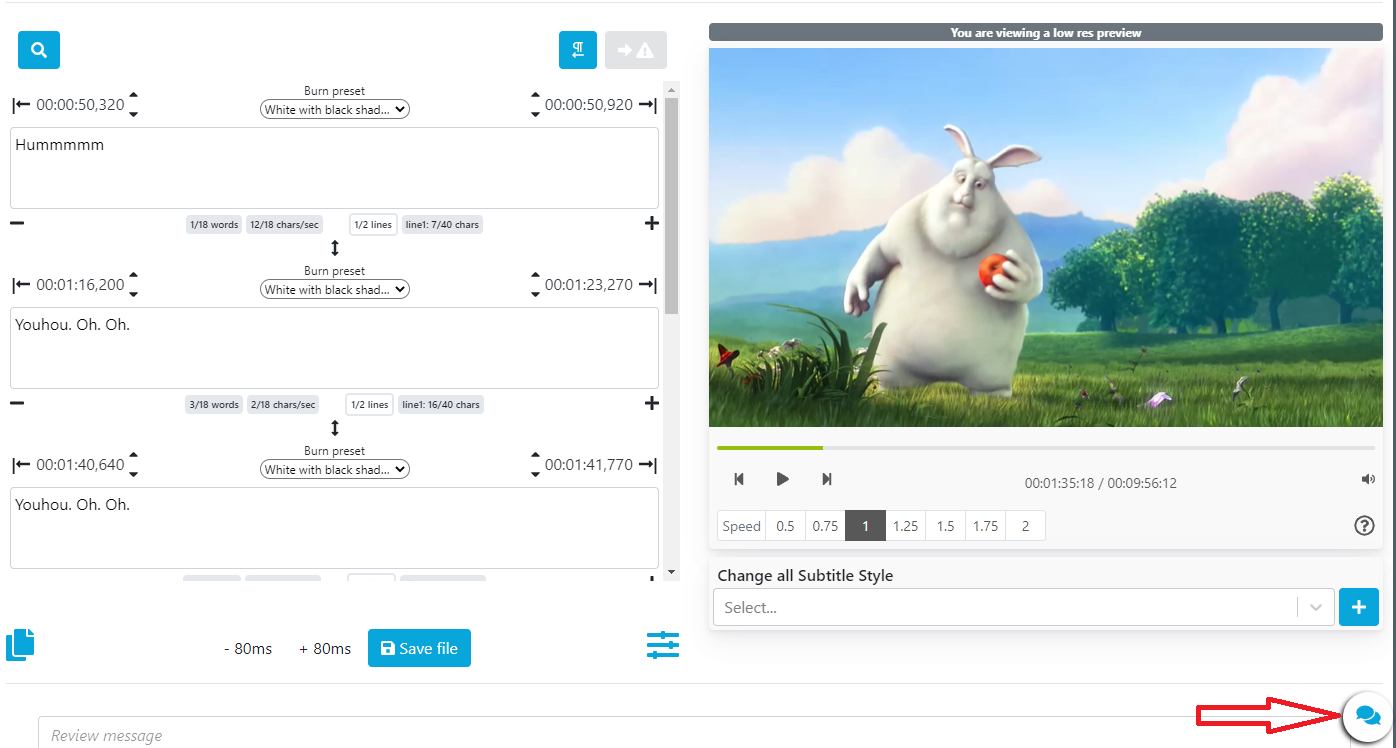 You are viewing a low res preview
Burn preset
00:00:50,320
White with black shad...
00:00:50,920
Hummmmm
1/18 words
12/18 chars/sec
1/2 lines
line1: 7/40 chars
Burn preset
00:01:16,200
White with black shad...
00:01:23,270
Youhou. Oh. Oh.
3/18 words
2/18 chars/sec
1/2 lines
line1: 16/40 chars
Burn preset
00:01:40,640
White with black shad...
00:01:41,770
Youhou. Oh. Oh.
- 80ms
+ 80ms
Save file
00:01:35:18 / 00:09:56:12
Speed
0.5
0.75
1
1.25
1.5
1.75
2
Change all Subtitle Style
Select...
Review message